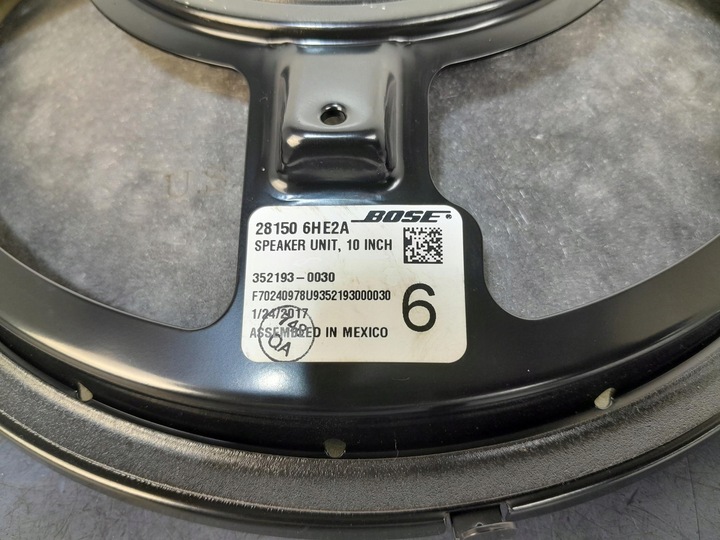 BOSE®
28150 6HE2A
SPEAKER UNIT, 10 INCH
352193-0030
F70240978U9352193000030
1/24/2017
ASSEMBLED IN MEXICO
6
QA